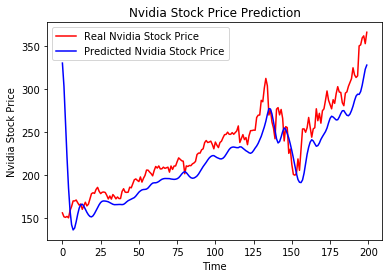 Nvidia Stock Price Prediction
Real Nvidia Stock Price
Predicted Nvidia Stock Price
Nvidia Stock Price
350
300
250
200
150
0 25 50 75 100 125 150 175 200
Time